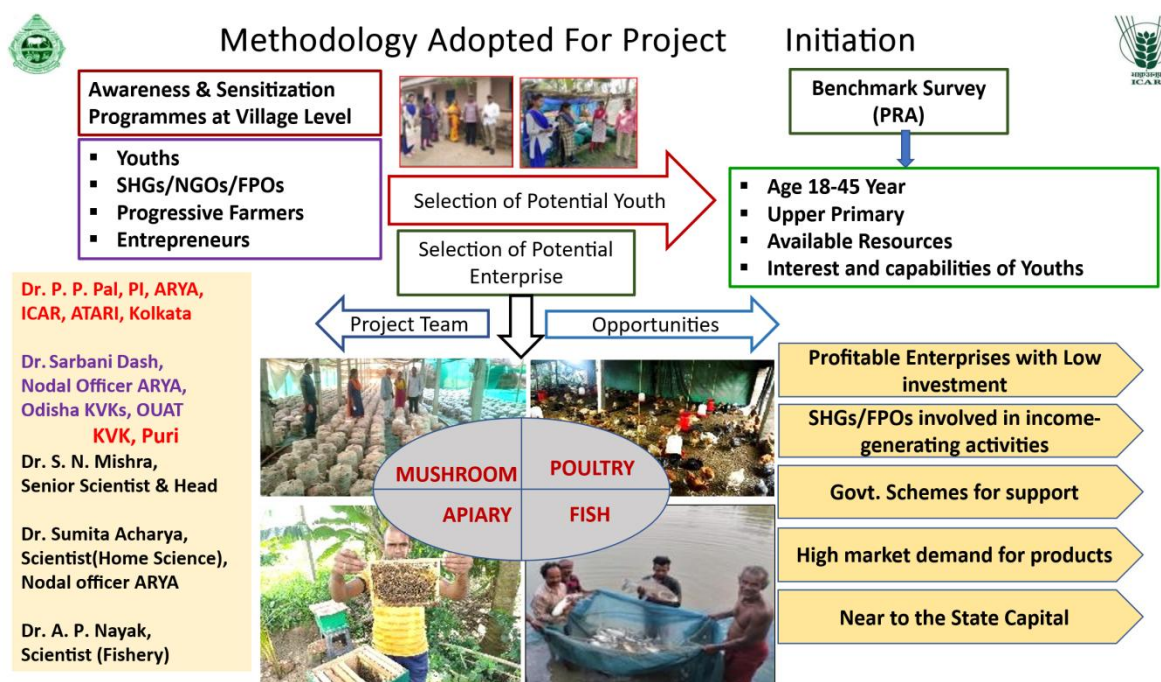 Methodology Adopted For Project Initiation
Awareness & Sensitization
Programmes at Village Level
▪ Youths
▪ SHGs/NGOs/FPOs
▪ Progressive Farmers
▪ Entrepreneurs
Selection of Potential Youth
Benchmark Survey
(PRA)
ICAR
▪ Age 18-45 Year
▪ Upper Primary
▪ Available Resources
▪ Interest and capabilities of Youths
Selection of Potential
Enterprise
Project Team
Opportunities
Dr. P. P. Pal, PI, ARYA,
ICAR, ATARI, Kolkata
Dr. Sarbani Dash,
Nodal Officer ARYA,
Odisha KVKs, OUAT
KVK, Puri
Dr. S. N. Mishra,
Senior Scientist & Head
Dr. Sumita Acharya,
Scientist(Home Science),
Nodal officer ARYA
Dr. A. P. Nayak,
Scientist (Fishery)
MUSHROOM
POULTRY
APIARY
FISH
Profitable Enterprises with Low
investment
SHGs/FPOs involved in income-
generating activities
Govt. Schemes for support
High market demand for products
Near to the State Capital